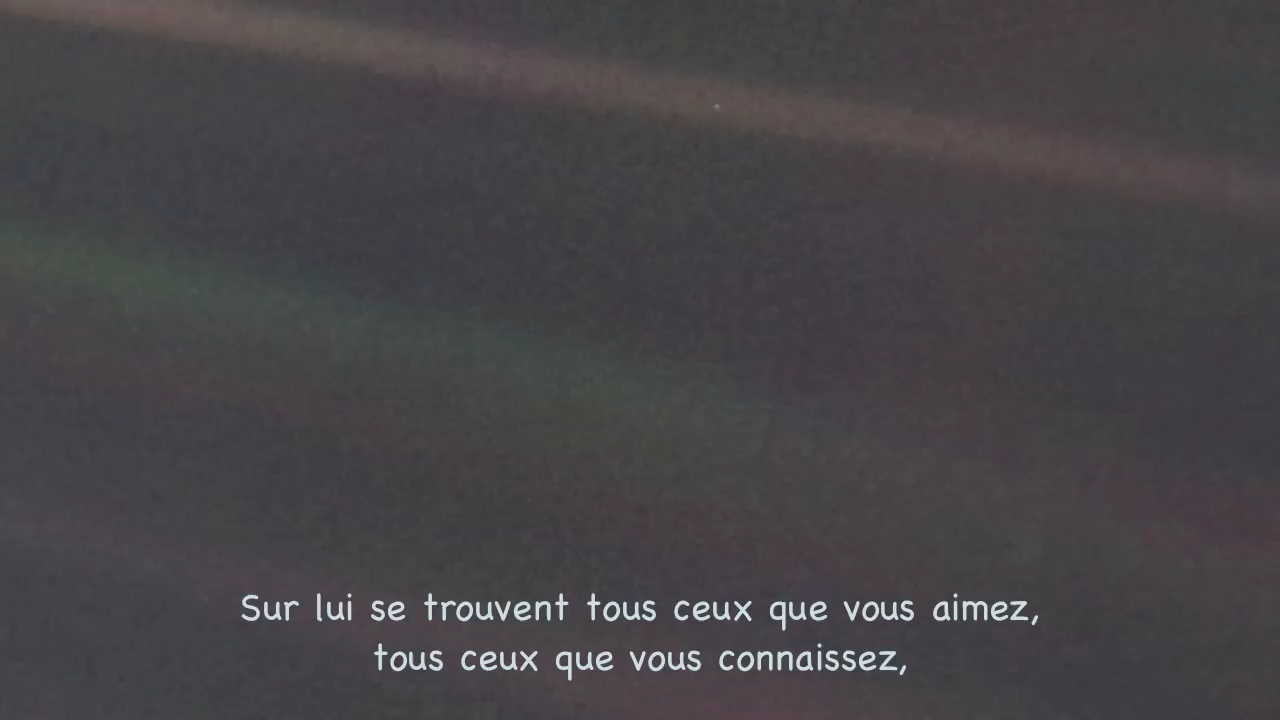 Sur lui se trouvent tous ceux que vous aimez,
tous ceux que vous connaissez,